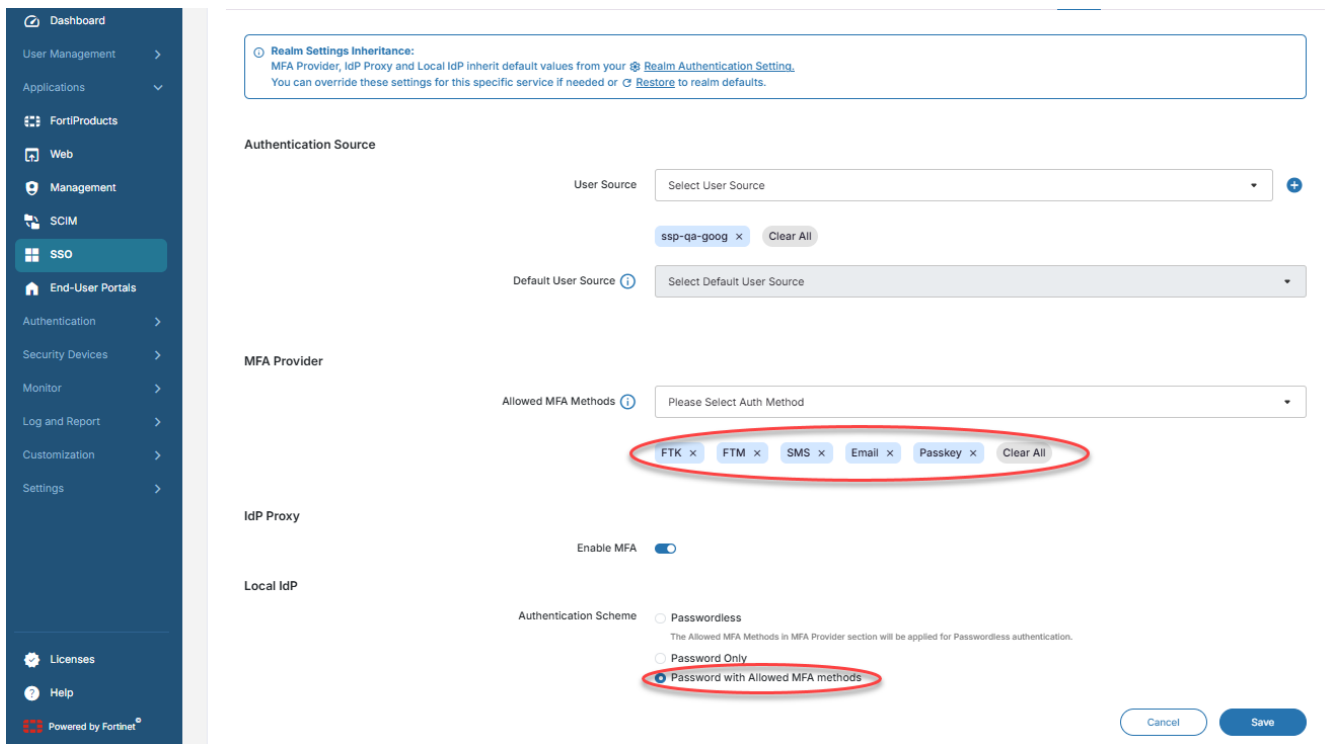 Dashboard
User Management
Applications
FortiProducts
Web
Management
SCIM
SSO
End-User Portals
Authentication
Security Devices
Monitor
Log and Report
Customization
Settings
Licenses
Help
Powered by Fortinet
Realm Settings Inheritance:
MFA Provider, IdP Proxy and Local IdP inherit default values from your Realm Authentication Setting.
You can override these settings for this specific service if needed or Restore to realm defaults.
Authentication Source
User Source Select User Source
ssp-qa-goog × Clear All
Default User Source Select Default User Source
MFA Provider
Allowed MFA Methods Please Select Auth Method
FTK × FTM × SMS × Email × Passkey × Clear All
IdP Proxy
Enable MFA
Local IdP
Authentication Scheme Passwordless
The Allowed MFA Methods in MFA Provider section will be applied for Passwordless authentication.
Password Only
Password with Allowed MFA methods
Cancel Save